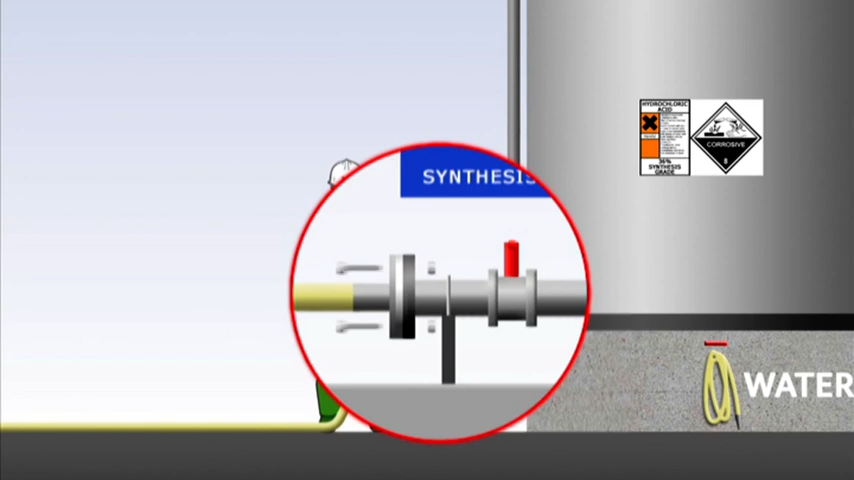 HYDROCHLORIC
ACID
36%
SYNTHESIS
GRADE
CORROSIVE
8
SYNTHESIS
WATER